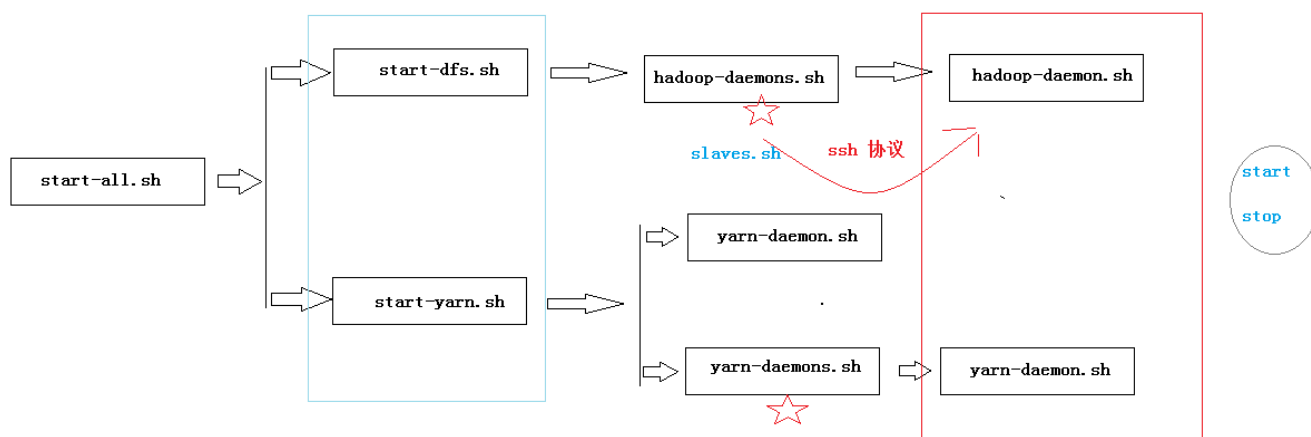 start-all.sh
start-dfs.sh
hadoop-daemons.sh
hadoop-daemon.sh
slaves.sh
ssh 协议
start
stop
yarn-daemon.sh
start-yarn.sh
yarn-daemons.sh
yarn-daemon.sh